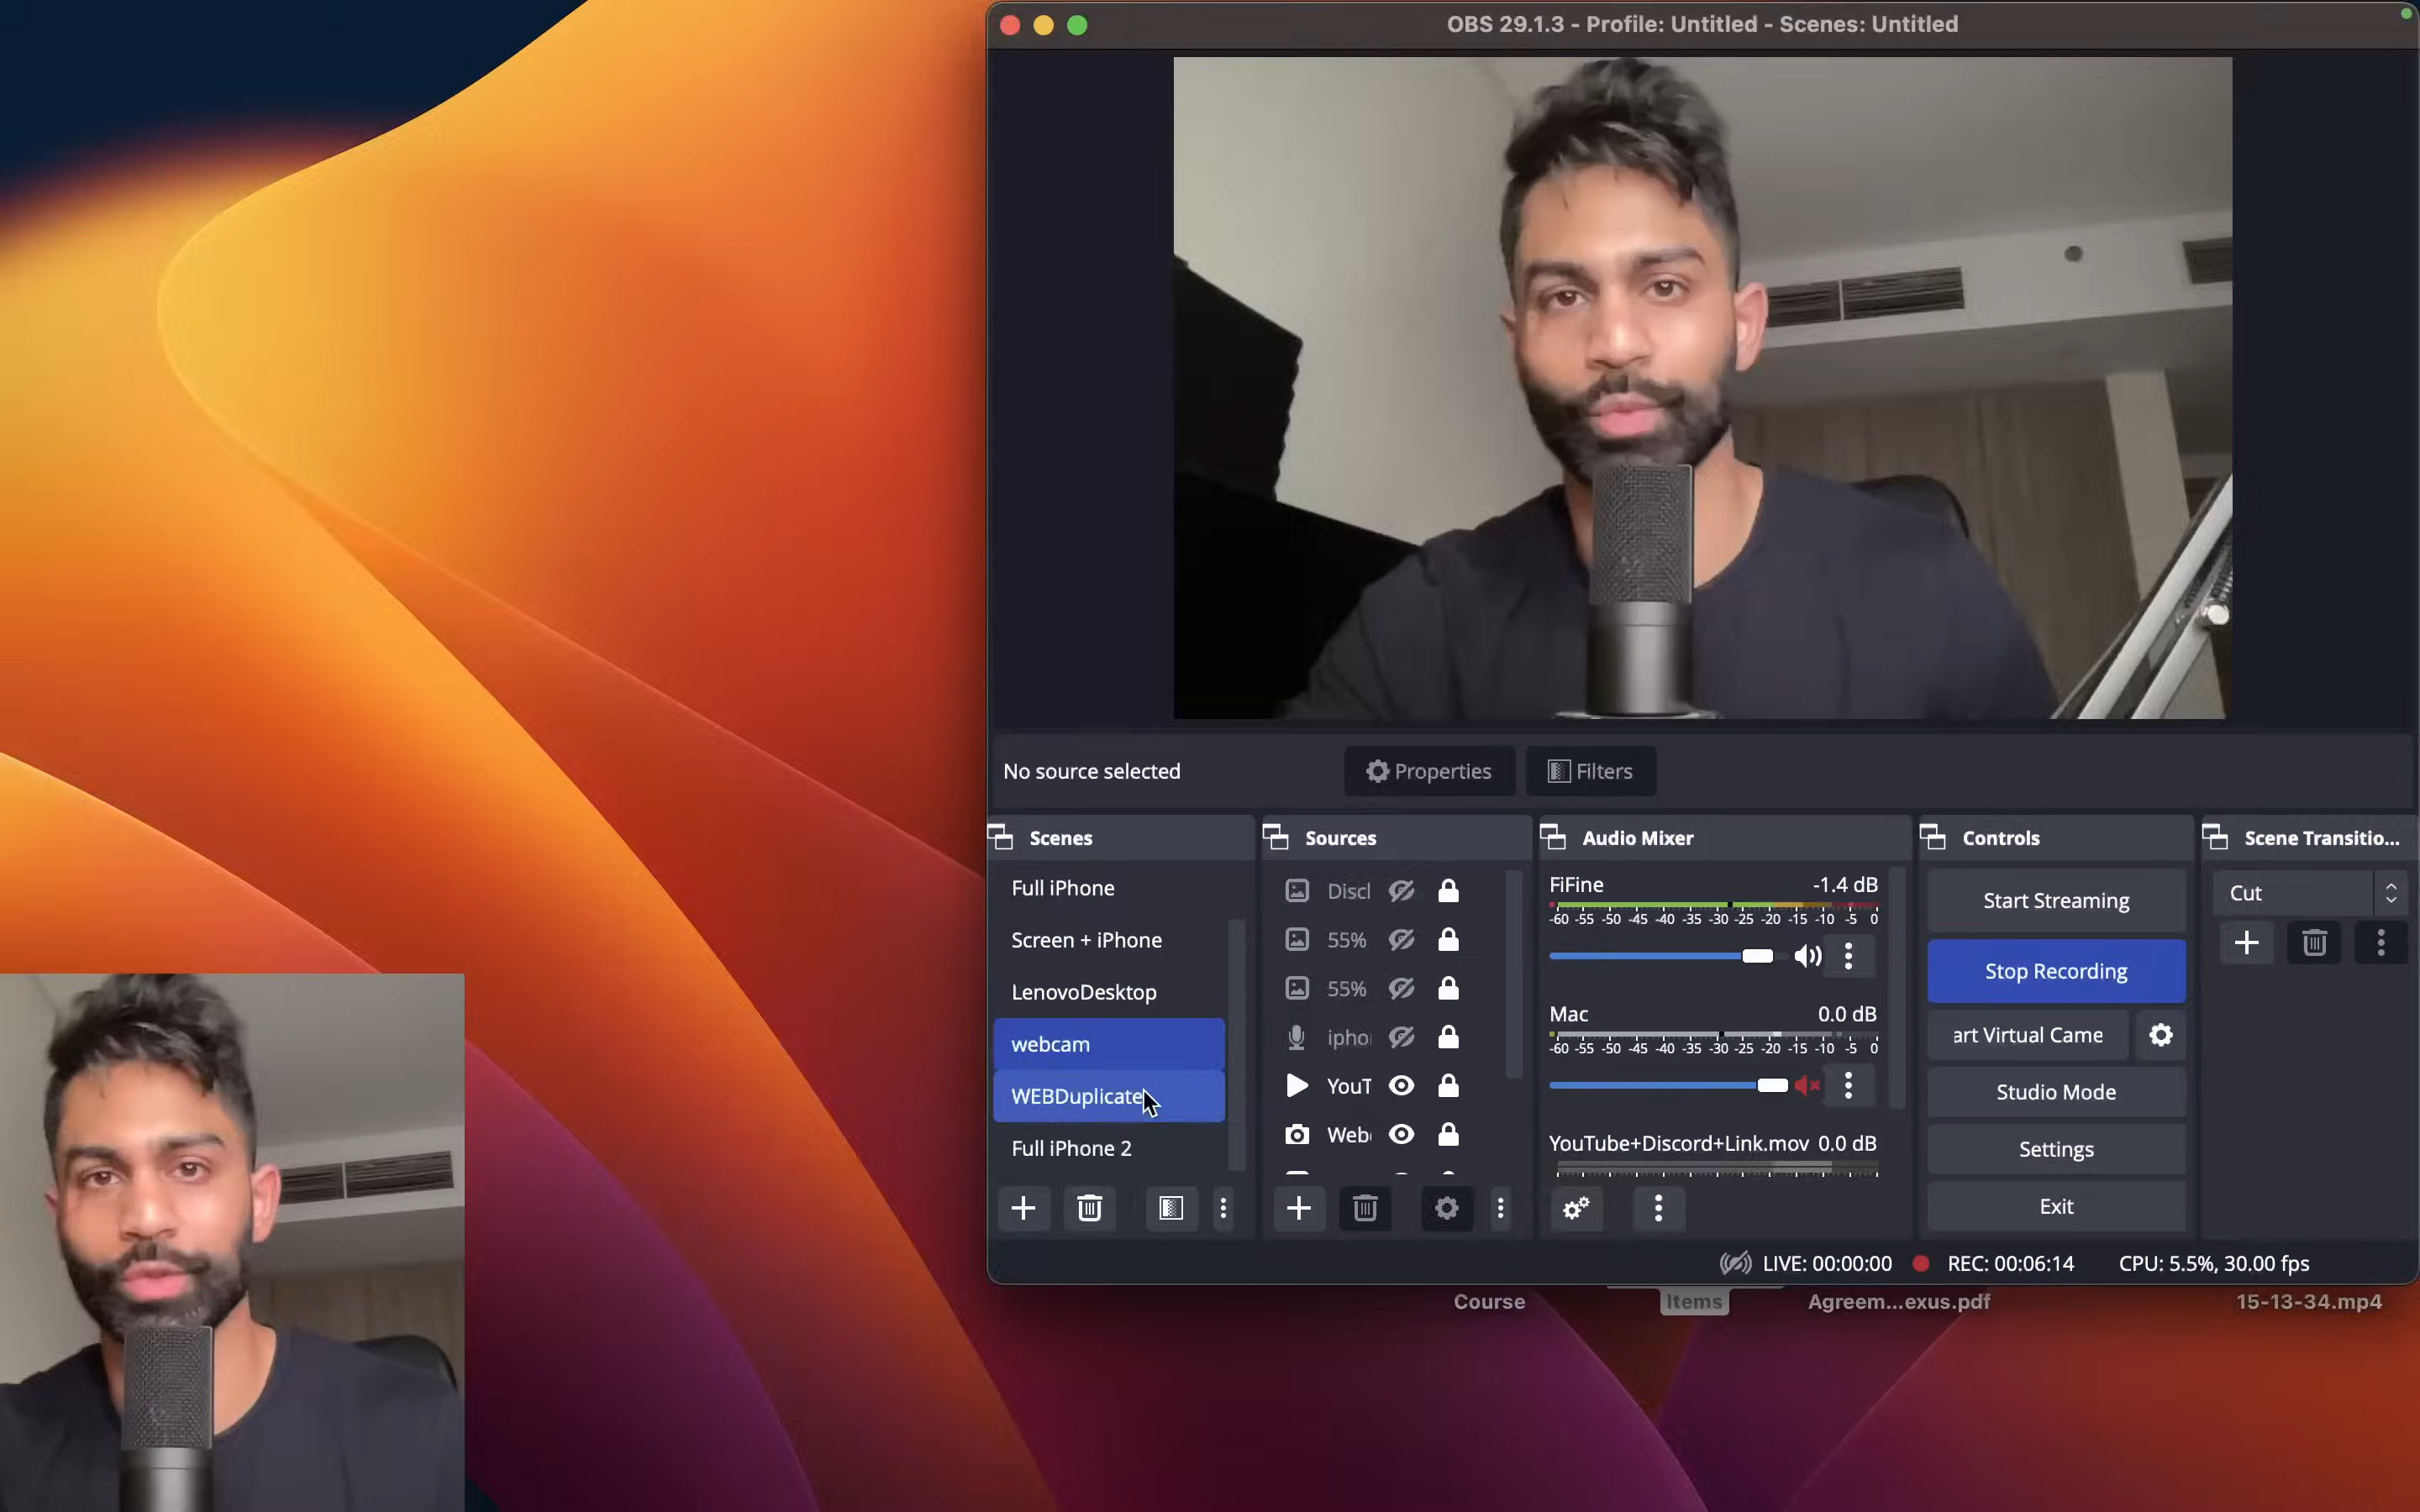 OBS 29.1.3 - Profile: Untitled - Scenes: Untitled
No source selected
Properties
Filters
Scenes
Full iPhone
Screen + iPhone
LenovoDesktop
webcam
WEBDuplicate
Full iPhone 2
Sources
Discl
55%
55%
ipho
YouT
Web
Audio Mixer
FiFine -1.4 dB
-60 -55 -50 -45 -40 -35 -30 -25 -20 -15 -10 -5 0
Mac 0.0 dB
-60 -55 -50 -45 -40 -35 -30 -25 -20 -15 -10 -5 0
YouTube+Discord+Link.mov 0.0 dB
Controls
Start Streaming
Stop Recording
art Virtual Came
Studio Mode
Settings
Exit
Scene Transitio...
Cut
LIVE: 00:00:00 REC: 00:06:14 CPU: 5.5%, 30.00 fps
Course Items Agreem...exus.pdf 15-13-34.mp4